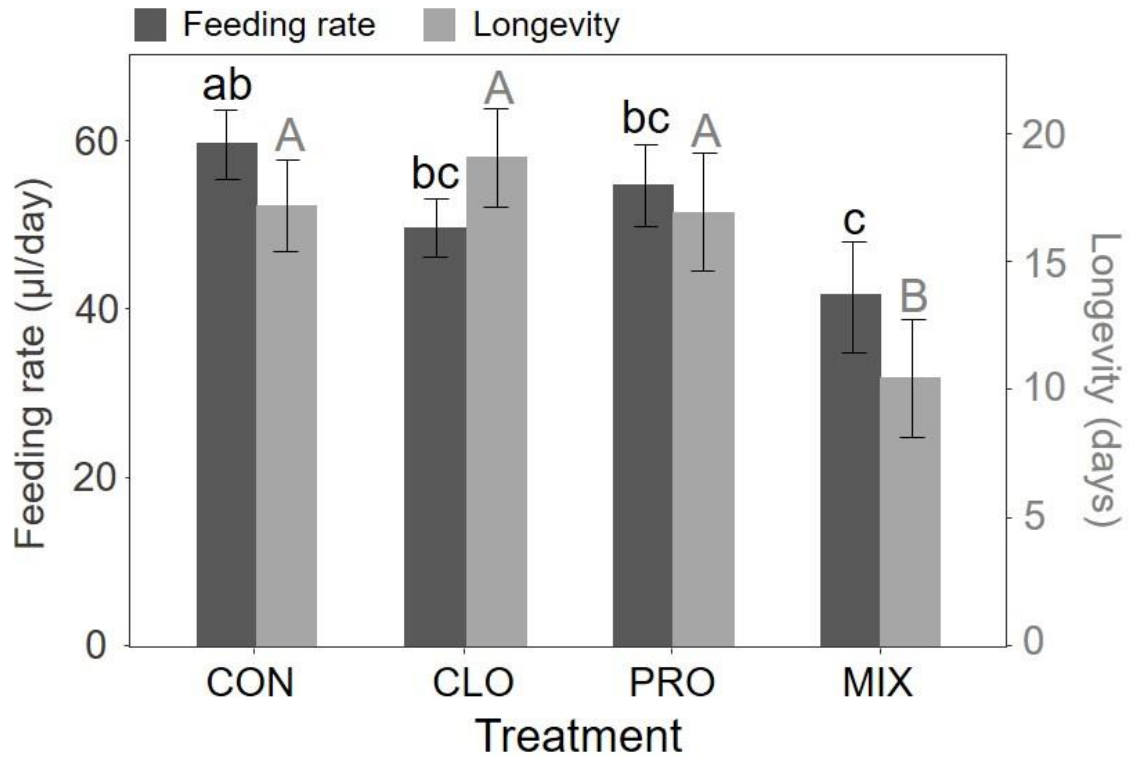 Feeding rate Longevity
Feeding rate (µl/day)
60
40
20
0
ab
A
bc
A
bc
A
c
B
20
15
10
5
0
Longevity (days)
CON CLO PRO MIX
Treatment